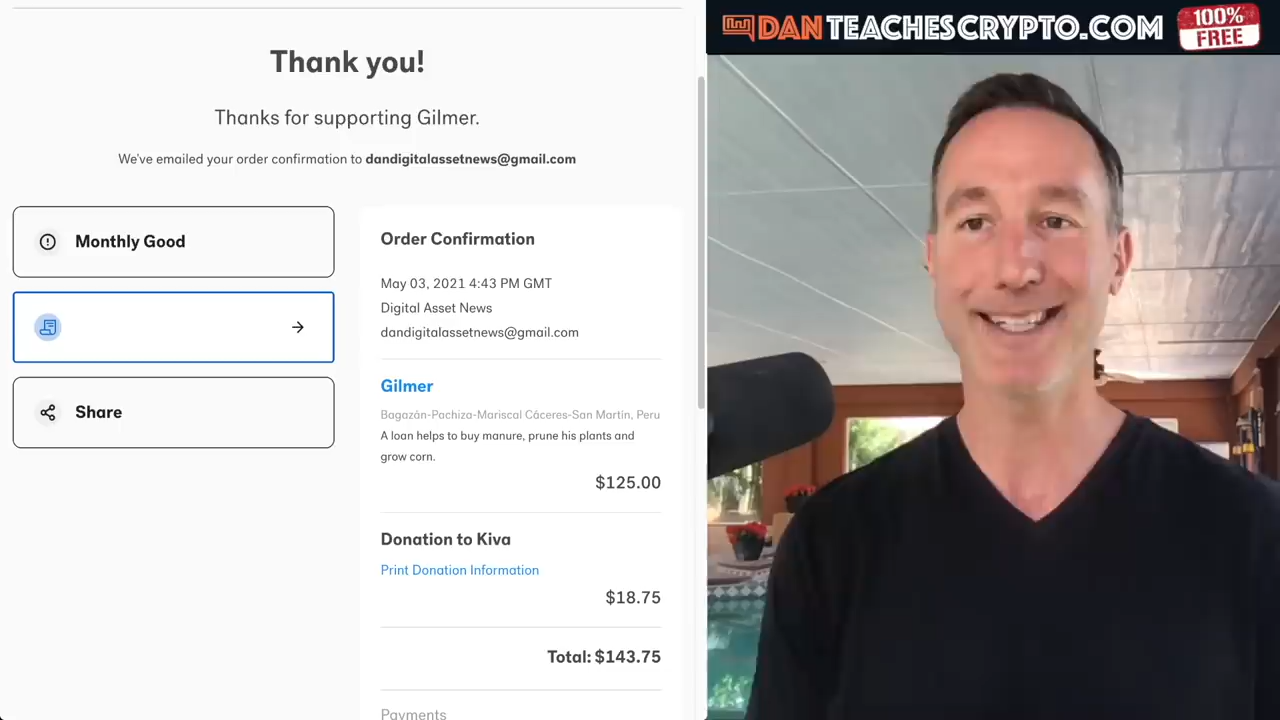 Thank you!
Thanks for supporting Gilmer.
We've emailed your order confirmation to dandigitalassetnews@gmail.com
Monthly Good
Share
Order Confirmation
May 03, 2021 4:43 PM GMT
Digital Asset News
dandigitalassetnews@gmail.com
Gilmer
Bagazán-Pachiza-Mariscal Cáceres-San Martin, Peru
A loan helps to buy manure, prune his plants and
grow corn.
$125.00
Donation to Kiva
Print Donation Information
$18.75
Total: $143.75
Payments
DANTEACHESCRYPTO.COM
100%
FREE